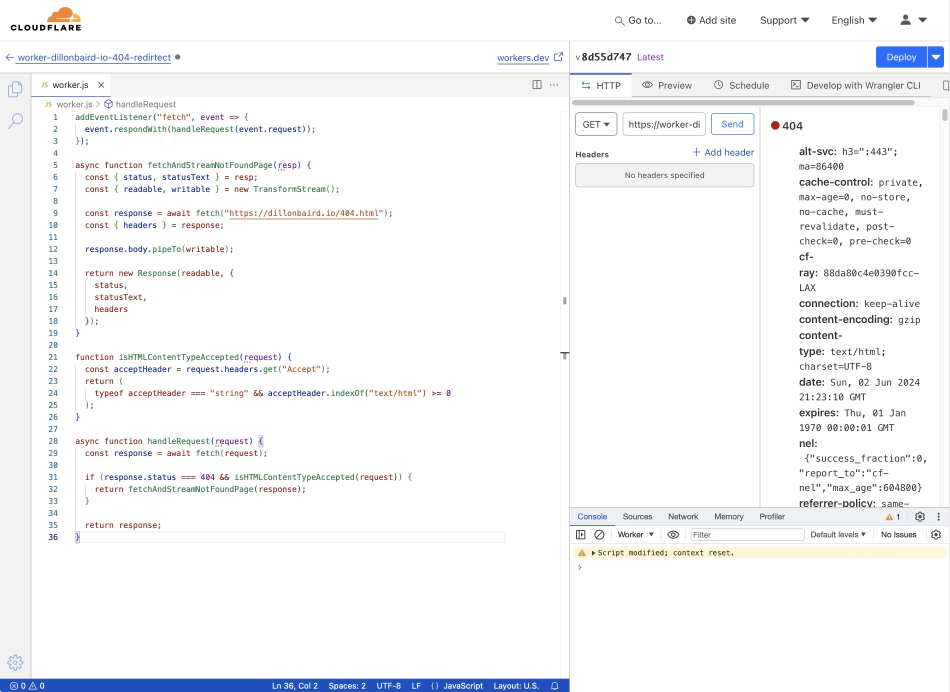 CLOUDFLARE
Go to...
Add site
Support
English
worker-dillonbaird-io-404-redirtect
workers.dev
v8d55d747 Latest
Deploy
JS worker.js
HTTP
Preview
Schedule
Develop with Wrangler CLI
JS worker.js > handleRequest
1 addEventListener("fetch", event => {
2 event.respondWith(handleRequest(event.request));
3 });
4
5 async function fetchAndStreamNotFoundPage(resp) {
6 const { status, statusText } = resp;
7 const { readable, writable } = new TransformStream();
8
9 const response = await fetch("https://dillonbaird.io/404.html");
10 const { headers } = response;
11
12 response.body.pipeTo(writable);
13
14 return new Response(readable, {
15 status,
16 statusText,
17 headers
18 });
19 }
20
21 function isHTMLContentTypeAccepted(request) {
22 const acceptHeader = request.headers.get("Accept");
23 return (
24 typeof acceptHeader === "string" && acceptHeader.indexOf("text/html") >= 0
25 );
26 }
27
28 async function handleRequest(request) {
29 const response = await fetch(request);
30
31 if (response.status === 404 && isHTMLContentTypeAccepted(request)) {
32 return fetchAndStreamNotFoundPage(response);
33 }
34
35 return response;
36 }
GET
https://worker-di
Send
Headers
+ Add header
No headers specified
404
alt-svc: h3=":443";
ma=86400
cache-control: private,
max-age=0, no-store,
no-cache, must-
revalidate, post-
check=0, pre-check=0
cf-
ray: 88da80c4e0390fcc-
LAX
connection: keep-alive
content-encoding: gzip
content-
type: text/html;
charset=UTF-8
date: Sun, 02 Jun 2024
21:23:10 GMT
expires: Thu, 01 Jan
1970 00:00:01 GMT
nel:
{"success_fraction":0,
"report_to":"cf-
nel","max_age":604800}
referrer-policy: same-
Console
Sources
Network
Memory
Profiler
1
Worker
Filter
Default levels
No Issues
Script modified; context reset.
0 0
Ln 36, Col 2
Spaces: 2
UTF-8
LF
() JavaScript
Layout: U.S.